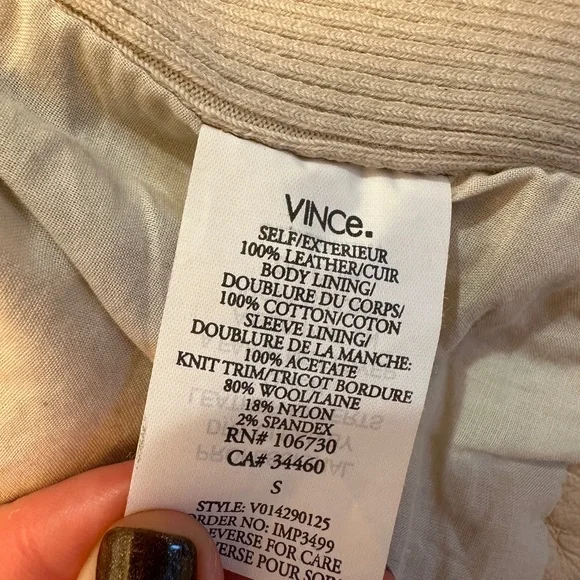 VINCe.
SELF/EXTERIEUR
100% LEATHER/CUIR
BODY LINING/
DOUBLURE DU CORPS/
100% COTTON/COTON
SLEEVE LINING/
DOUBLURE DE LA MANCHE:
100% ACETATE
KNIT TRIM/TRICOT BORDURE
80% WOOL/LAINE
18% NYLON
2% SPANDEX
RN# 106730
CA# 34460
S
STYLE: V014290125
ORDER NO: IMP3499
REVERSE FOR CARE
VERSE POUR